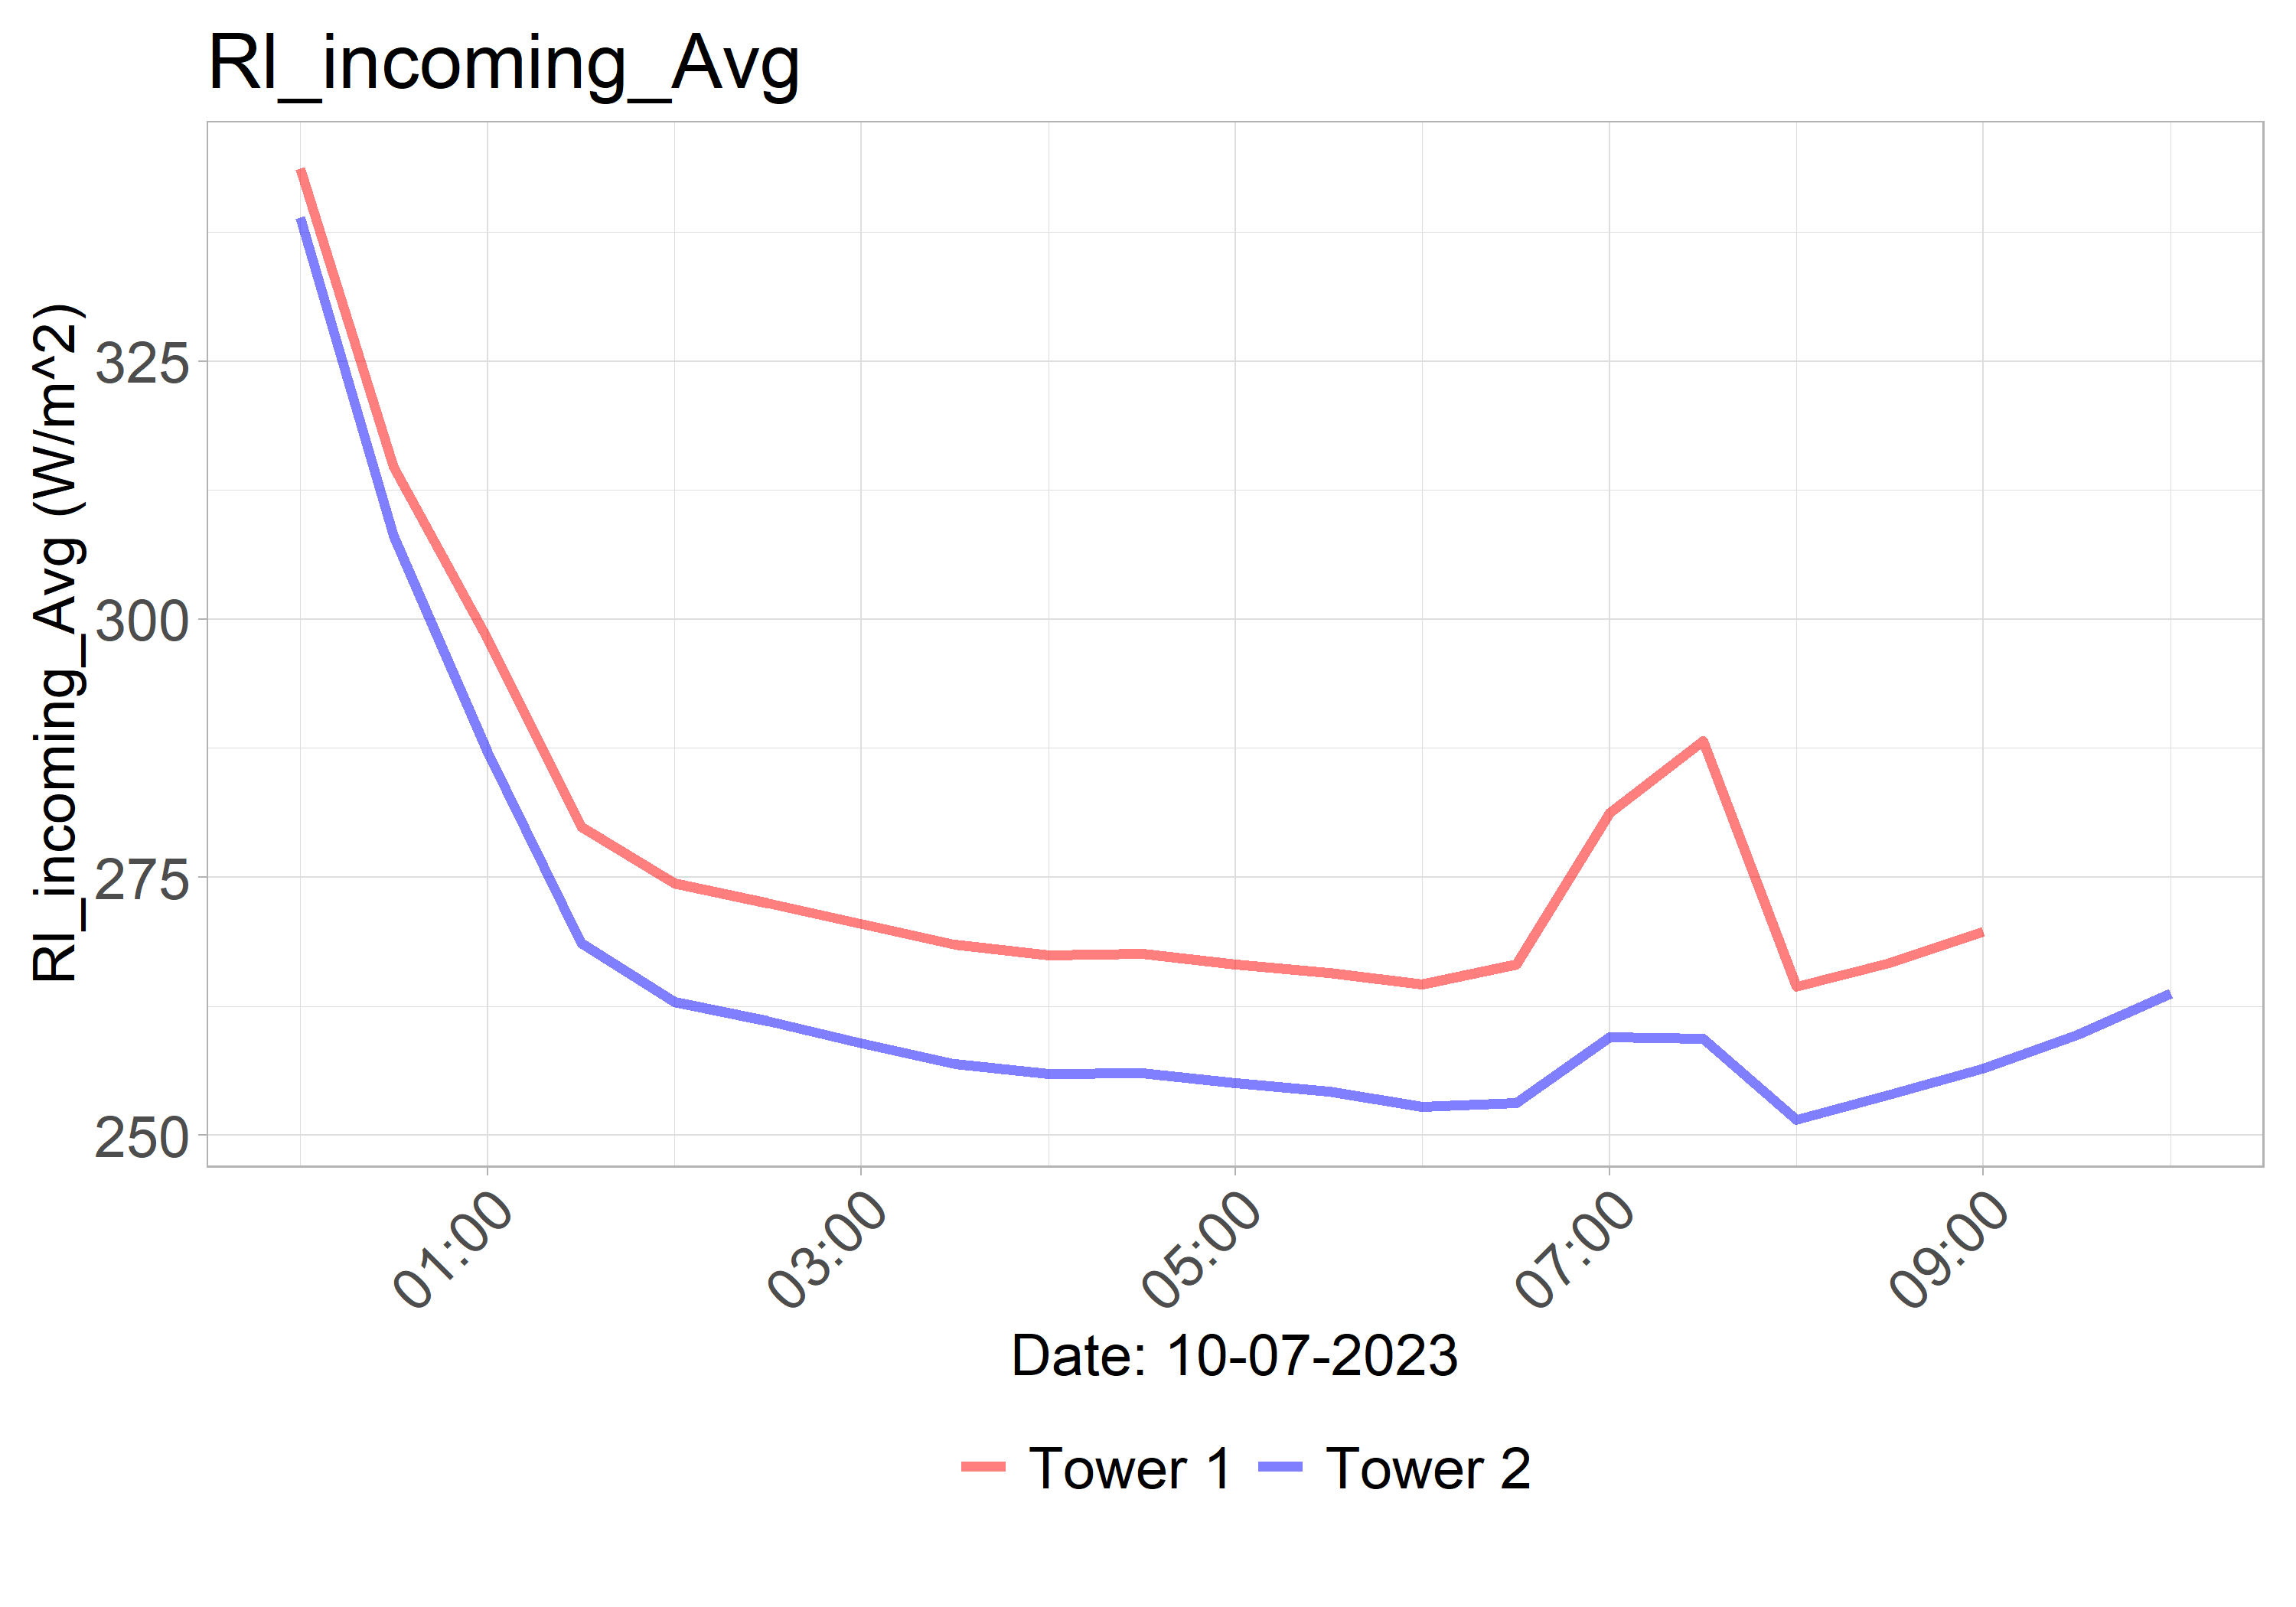 Rl_incoming_Avg
Rl_incoming_Avg (W/m^2)
325
300
275
250
01:00
03:00
05:00
07:00
09:00
Date: 10-07-2023
Tower 1
Tower 2